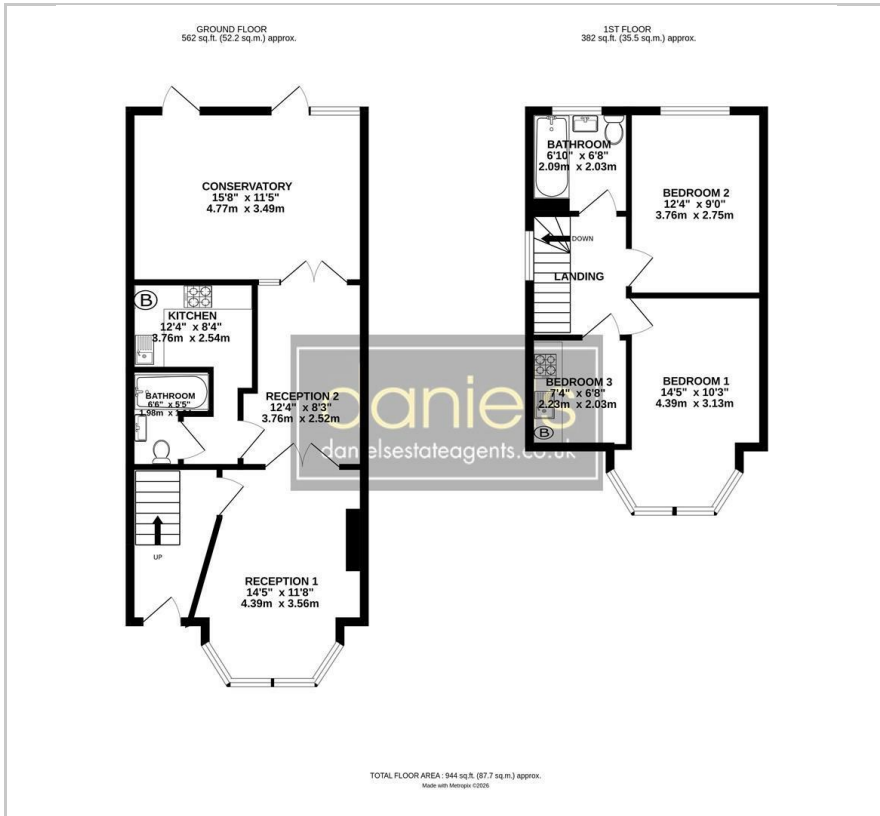 GROUND FLOOR
562 sq.ft. (52.2 sq.m.) approx.
1ST FLOOR
382 sq.ft. (35.5 sq.m.) approx.
CONSERVATORY
15'8" x 11'5"
4.77m x 3.49m
B
KITCHEN
12'4" x 8'4"
3.76m x 2.54m
BATHROOM
6'6" x 5'5"
1.98m x
RECEPTION 2
12'4" x 8'3"
3.76m x 2.52m
UP
RECEPTION 1
14'5" x 11'8"
4.39m x 3.56m
BATHROOM
6'10" x 6'8"
2.09m x 2.03m
BEDROOM 2
12'4" x 9'0"
3.76m x 2.75m
DOWN
LANDING
BEDROOM 3
7'4" x 6'8"
2.23m x 2.03m
B
BEDROOM 1
14'5" x 10'3"
4.39m x 3.13m
daniels
danielsestateagents.co.uk
TOTAL FLOOR AREA : 944 sq.ft. (87.7 sq.m.) approx.
Made with Metropix ©2026